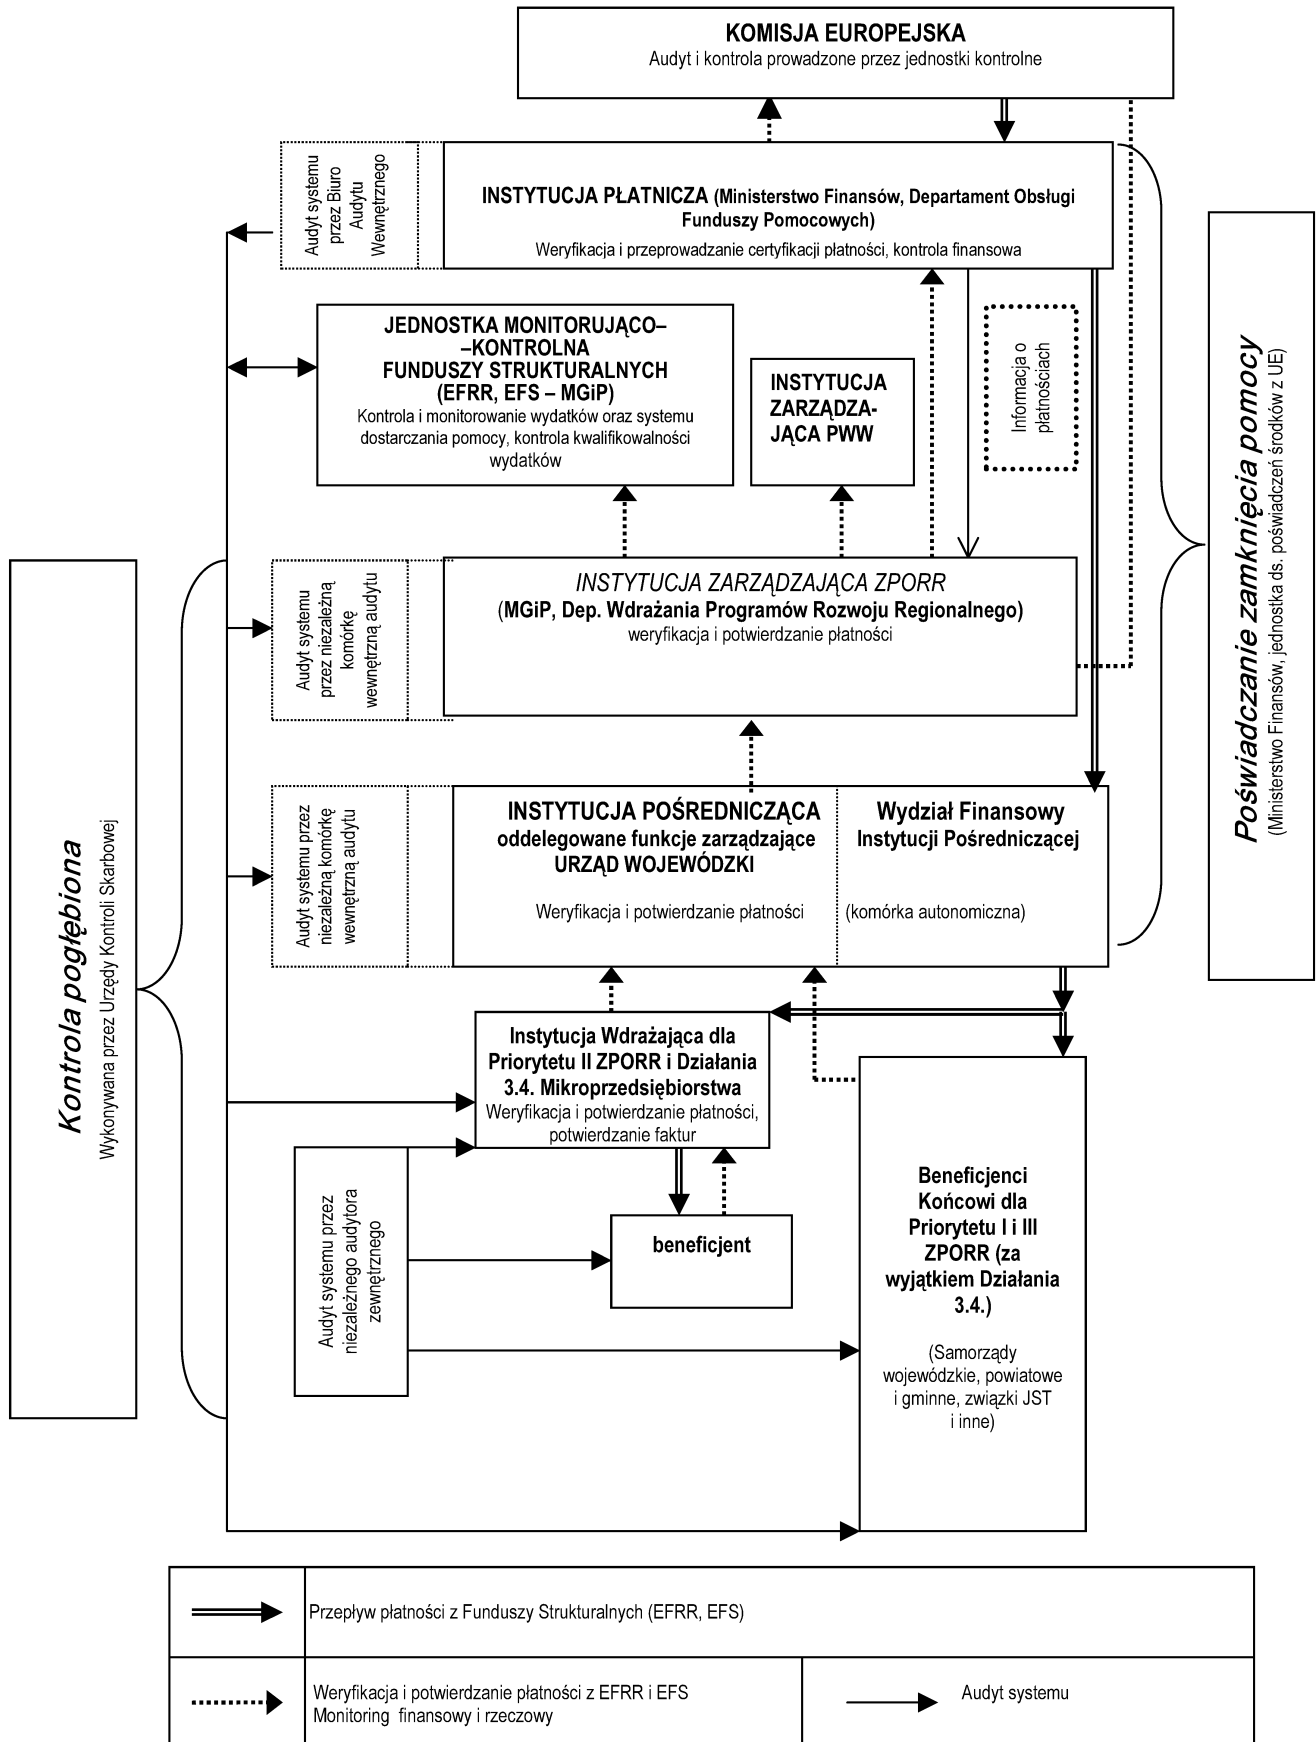 KOMISJA EUROPEJSKA
Audyt i kontrola prowadzone przez jednostki kontrolne
Audyt systemu
przez Biuro
Audytu
Wewnętrznego
INSTYTUCJA PŁATNICZA (Ministerstwo Finansów, Departament Obsługi
Funduszy Pomocowych)
Weryfikacja i przeprowadzanie certyfikacji płatności, kontrola finansowa
JEDNOSTKA MONITORUJĄCO–
–KONTROLNA
FUNDUSZY STRUKTURALNYCH
(EFRR, EFS – MGiP)
Kontrola i monitorowanie wydatków oraz systemu
dostarczania pomocy, kontrola kwalifikowalności
wydatków
INSTYTUCJA
ZARZĄDZA-
JĄCA PWW
Informacja o
płatnościach
Poświadczanie zamknięcia pomocy
(Ministerstwo Finansów, jednostka ds. poświadczeń środków z UE)
Audyt systemu
przez niezależną
komórkę
wewnętrzną audytu
INSTYTUCJA ZARZĄDZAJĄCA ZPORR
(MGiP, Dep. Wdrażania Programów Rozwoju Regionalnego)
weryfikacja i potwierdzanie płatności
Kontrola pogłębiona
Wykonywana przez Urzędy Kontroli Skarbowej
Audyt systemu przez
niezależną komórkę
wewnętrzną audytu
INSTYTUCJA POŚREDNICZĄCA
oddelegowane funkcje zarządzające
URZĄD WOJEWÓDZKI
Weryfikacja i potwierdzanie płatności
Wydział Finansowy
Instytucji Pośredniczącej
(komórka autonomiczna)
Instytucja Wdrażająca dla
Priorytetu II ZPORR i Działania
3.4. Mikroprzedsiębiorstwa
Weryfikacja i potwierdzanie płatności,
potwierdzanie faktur
Audyt systemu przez
niezależnego audytora
zewnętrznego
beneficjent
Beneficjenci
Końcowi dla
Priorytetu I i III
ZPORR (za
wyjątkiem Działania
3.4.)
(Samorządy
wojewódzkie, powiatowe
i gminne, związki JST
i inne)
Przepływ płatności z Funduszy Strukturalnych (EFRR, EFS)
Weryfikacja i potwierdzanie płatności z EFRR i EFS
Monitoring finansowy i rzeczowy
Audyt systemu